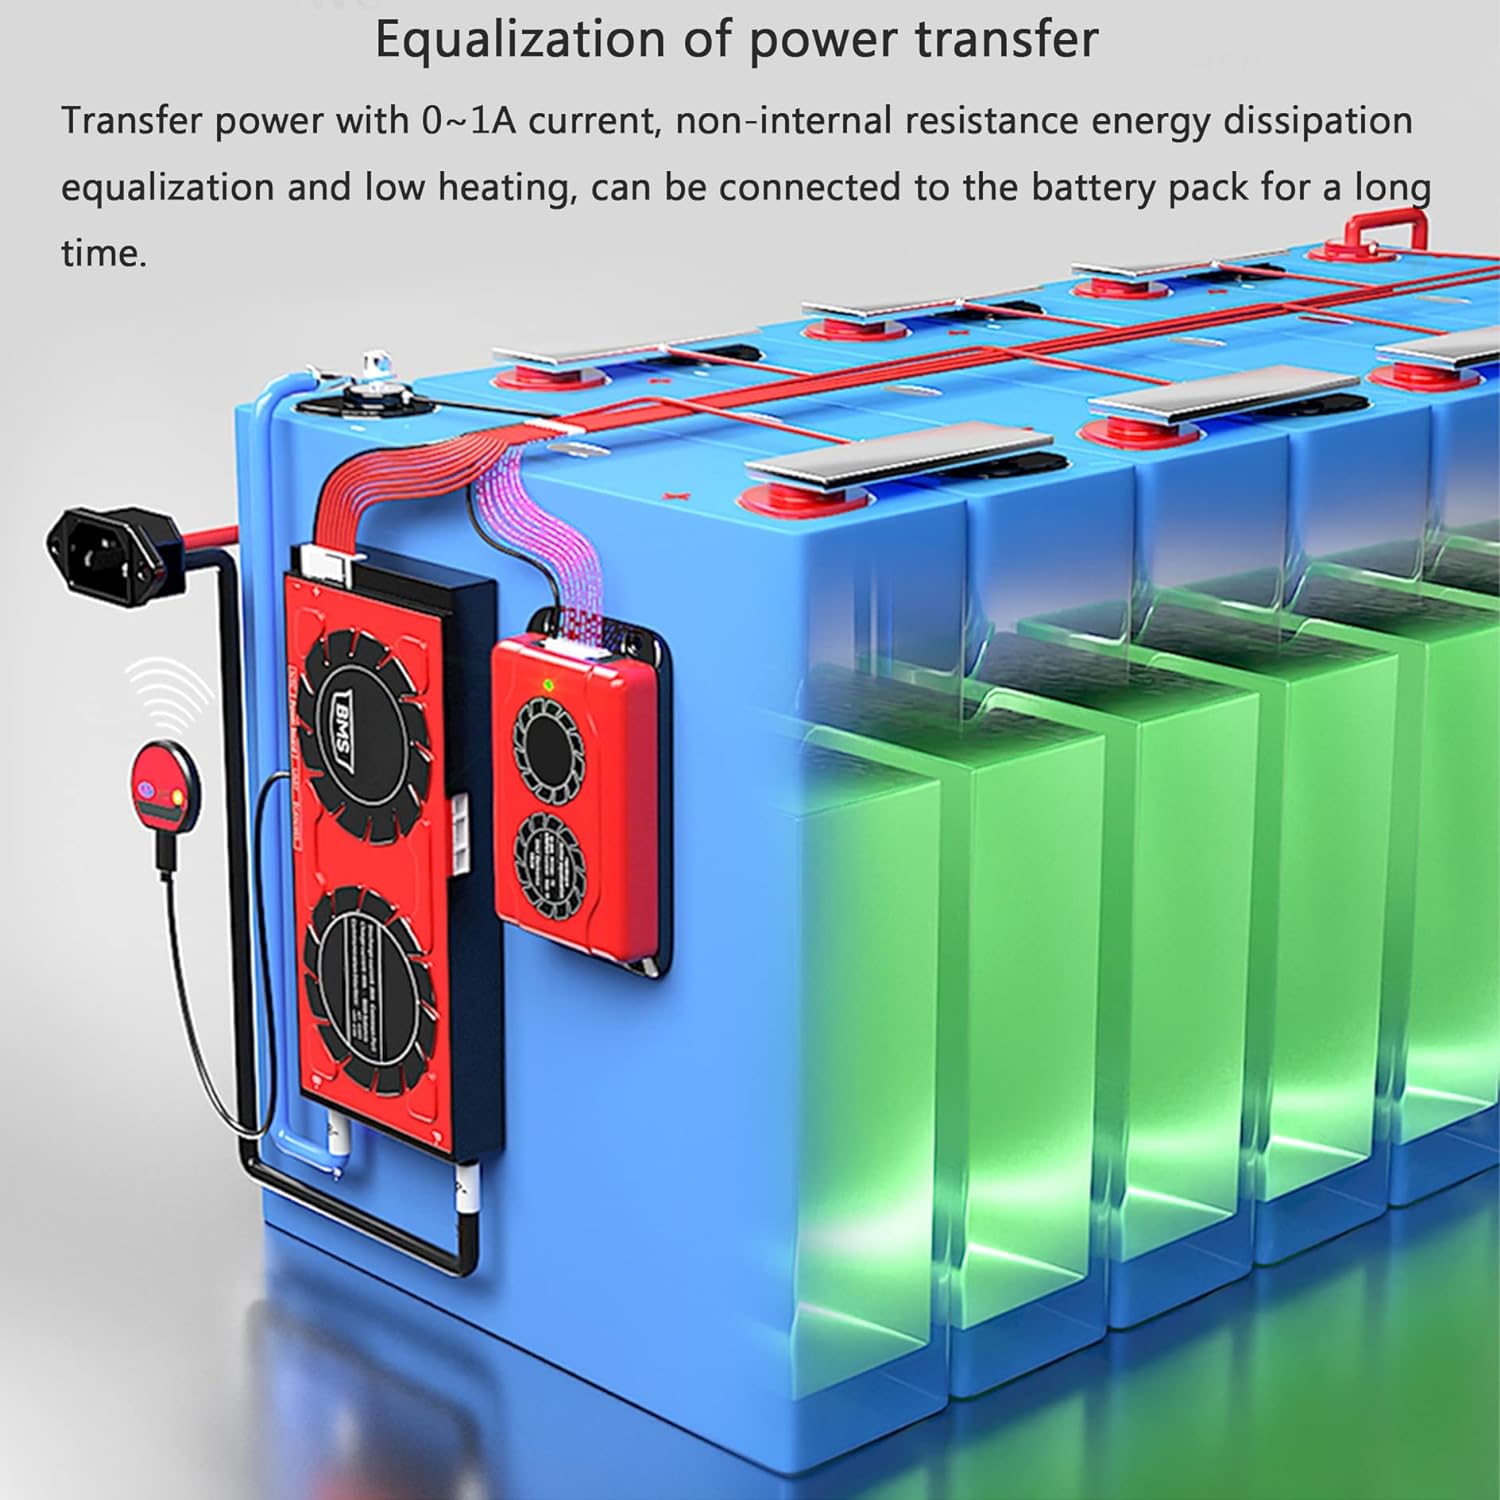 Equalization of power transfer
Transfer power with 0~1A current, non-internal resistance energy dissipation
equalization and low heating, can be connected to the battery pack for a long
time.
BMS